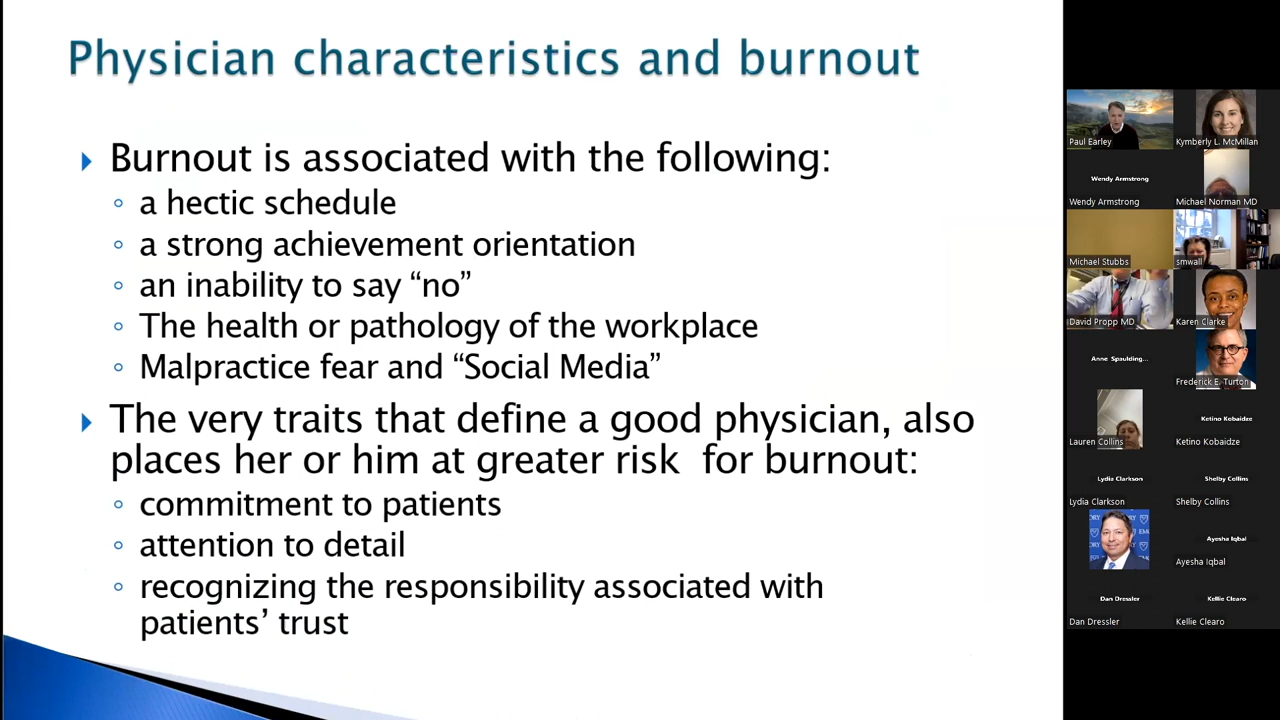 Physician characteristics and burnout
Burnout is associated with the following:
a hectic schedule
a strong achievement orientation
an inability to say “no”
The health or pathology of the workplace
Malpractice fear and “Social Media”
The very traits that define a good physician, also
places her or him at greater risk for burnout:
commitment to patients
attention to detail
recognizing the responsibility associated with
patients’ trust
Paul Earley
Kymberly L. McMillan
Wendy Armstrong
Wendy Armstrong
Michael Norman MD
Michael Stubbs
smwall
David Propp MD
Karen Clarke
Anne Spaulding...
Frederick E. Turton
Lauren Collins
Ketino Kobaidze
Ketino Kobaidze
Lydia Clarkson
Shelby Collins
Lydia Clarkson
Shelby Collins
Ayesha Iqbal
Ayesha Iqbal
Dan Dressler
Kellie Clearo
Dan Dressler
Kellie Clearo